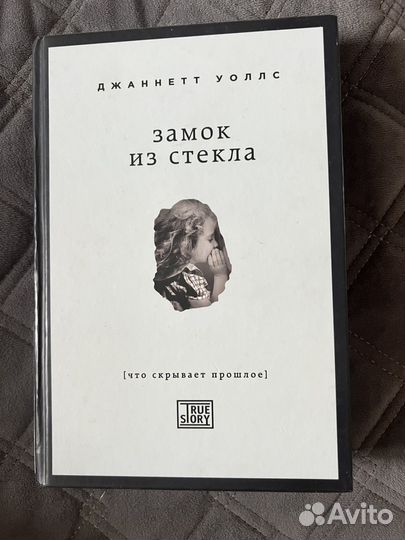 ДЖАННЕТТ УОЛЛС
ЗАМОК
ИЗ СТЕКЛА
[ЧТО СКРЫВАЕТ ПРОШЛОЕ]
TRUE
STORY
Avito